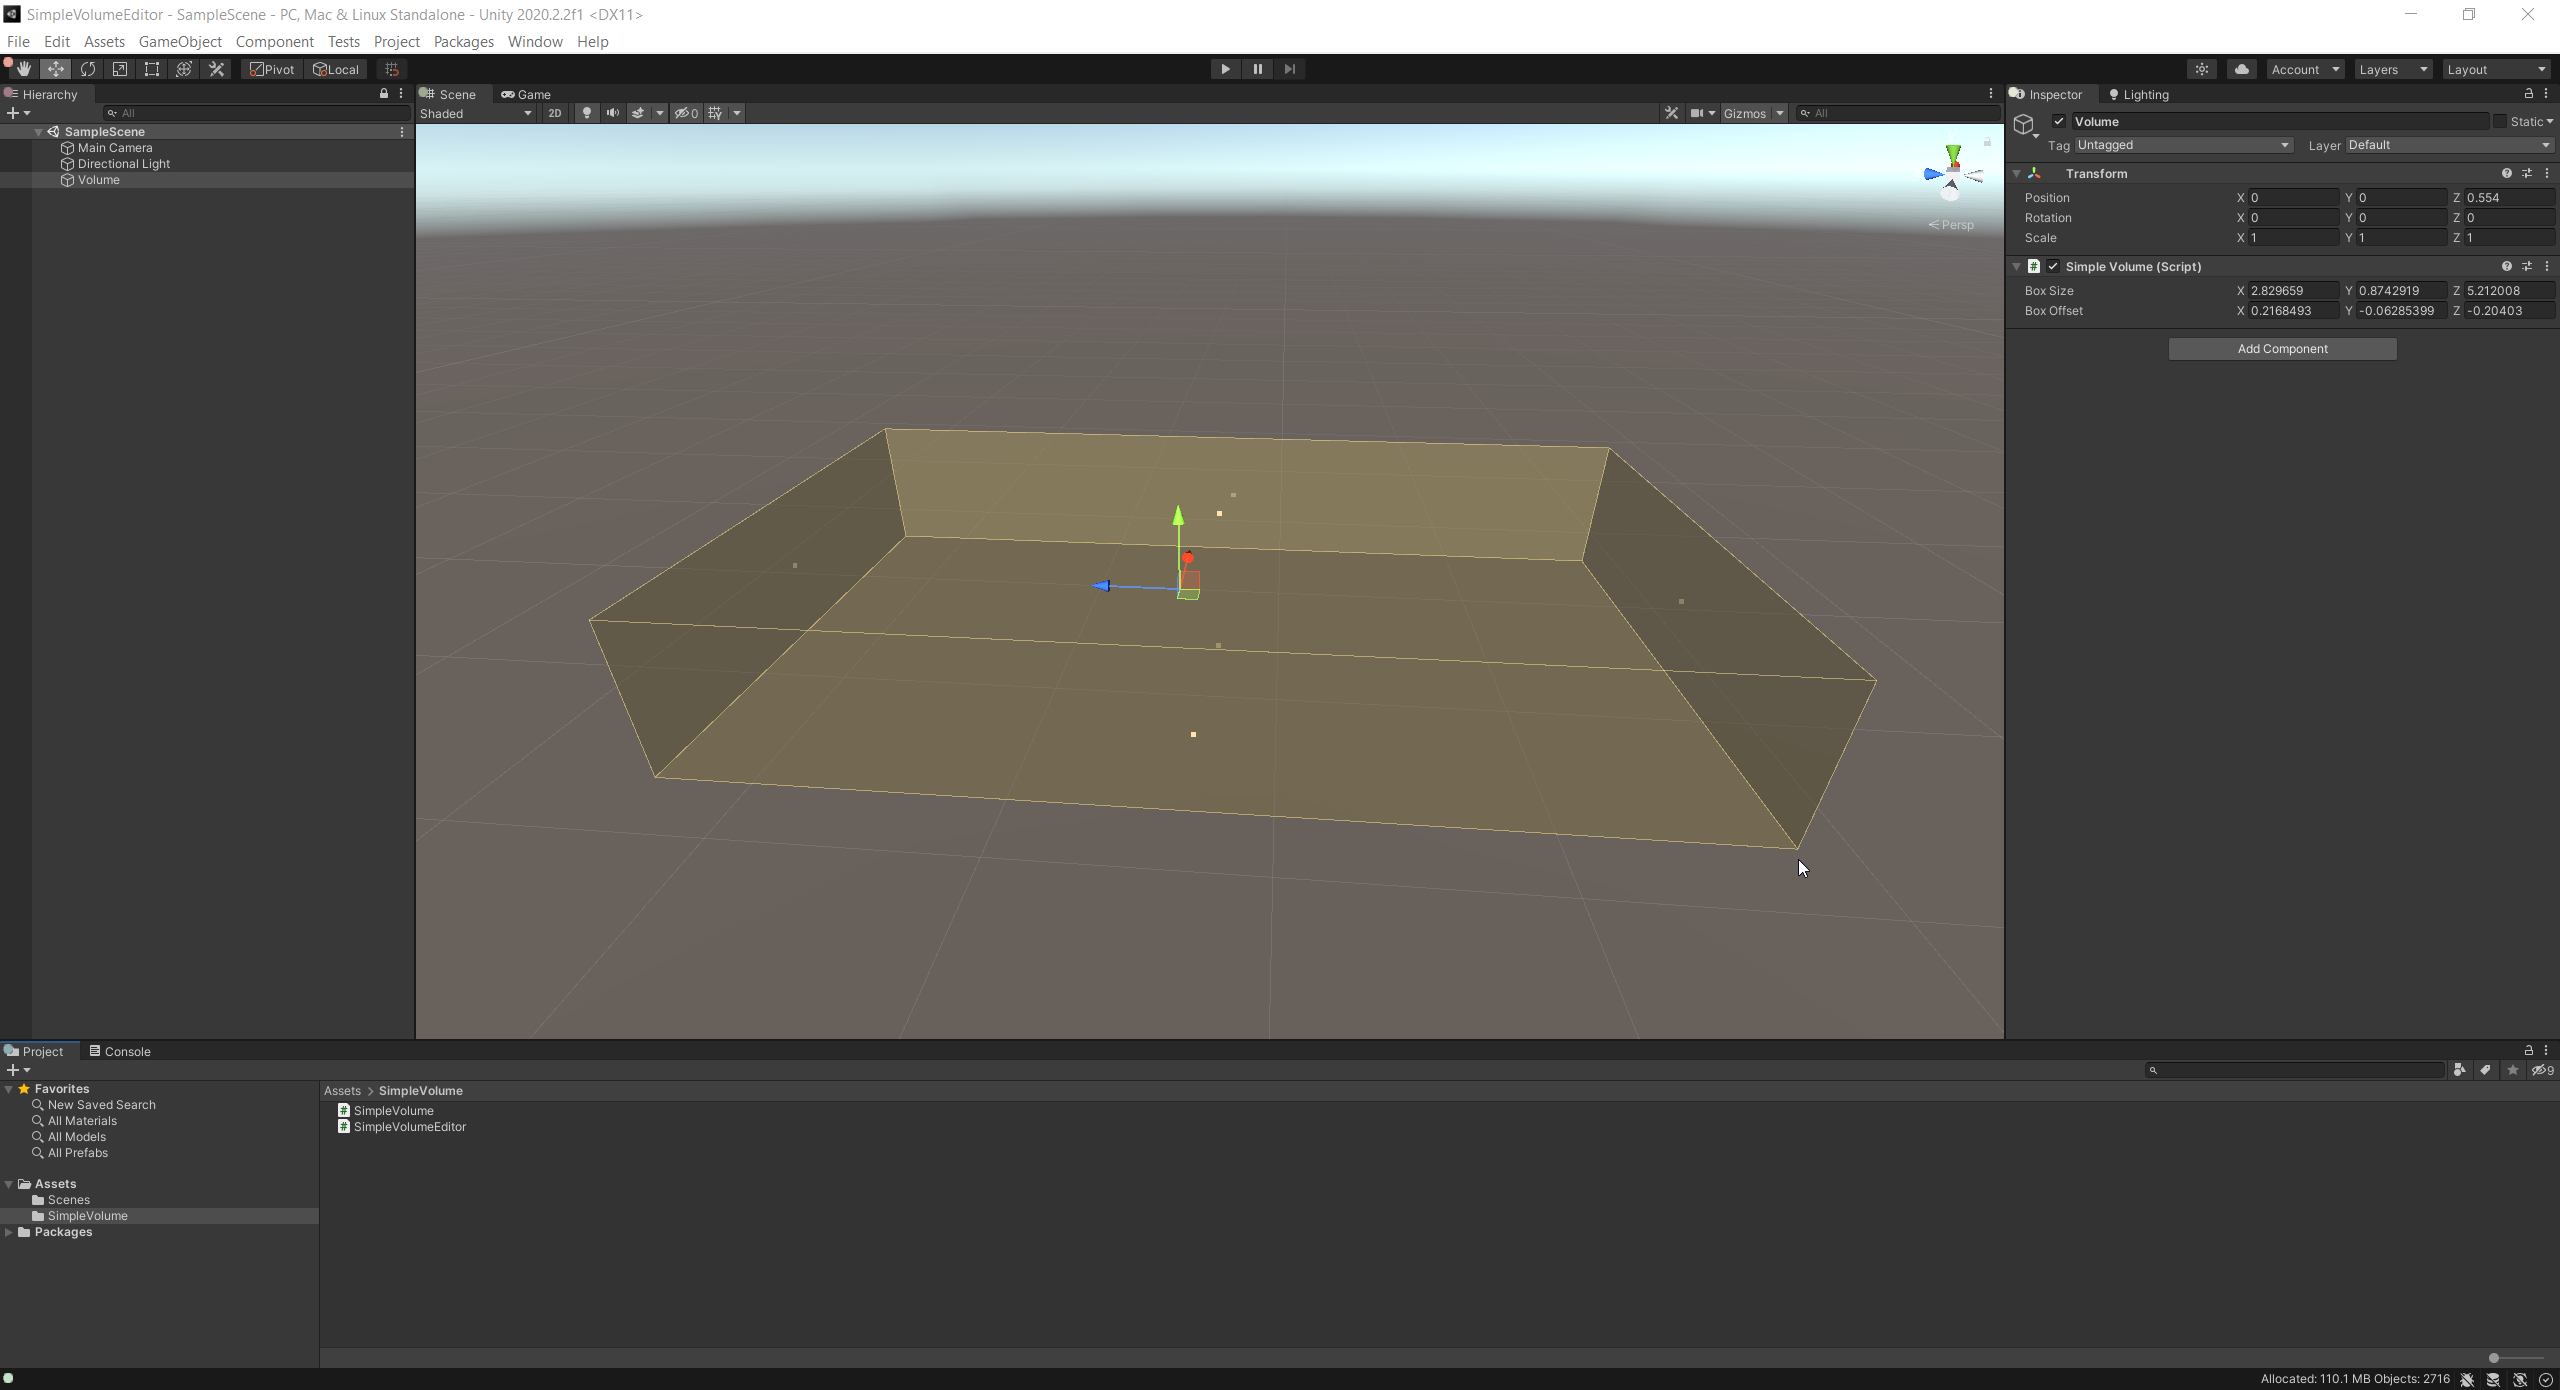 SimpleVolumeEditor - SampleScene - PC, Mac & Linux Standalone - Unity 2020.2.2f1 <DX11>
File Edit Assets GameObject Component Tests Project Packages Window Help
Pivot Local Account Layers Layout
Hierarchy
All
SampleScene
Main Camera
Directional Light
Volume
Scene Game
Shaded 2D 0 Gizmos All
Persp
Inspector Lighting
Volume Static
Tag Untagged Layer Default
Transform
Position X 0 Y 0 Z 0.554
Rotation X 0 Y 0 Z 0
Scale X 1 Y 1 Z 1
# Simple Volume (Script)
Box Size X 2.829659 Y 0.8742919 Z 5.212008
Box Offset X 0.2168493 Y -0.06285399 Z -0.20403
Add Component
Project Console
9
Favorites
New Saved Search
All Materials
All Models
All Prefabs
Assets
Scenes
SimpleVolume
Packages
Assets > SimpleVolume
# SimpleVolume
# SimpleVolumeEditor
Allocated: 110.1 MB Objects: 2716